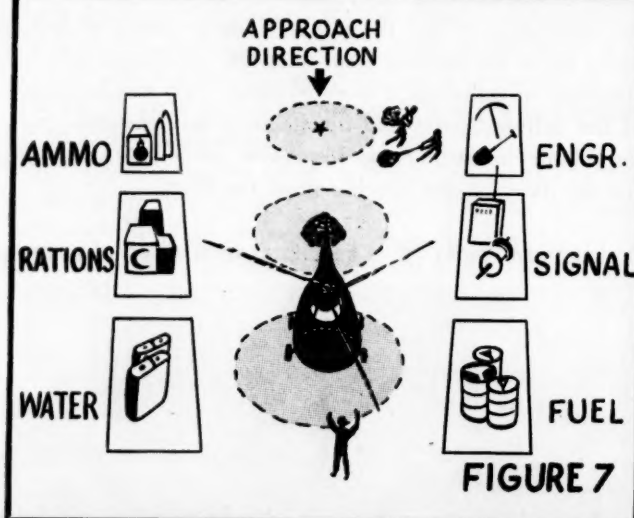 APPROACH
DIRECTION
AMMO
ENGR.
RATIONS
C
SIGNAL
WATER
FUEL
FIGURE 7